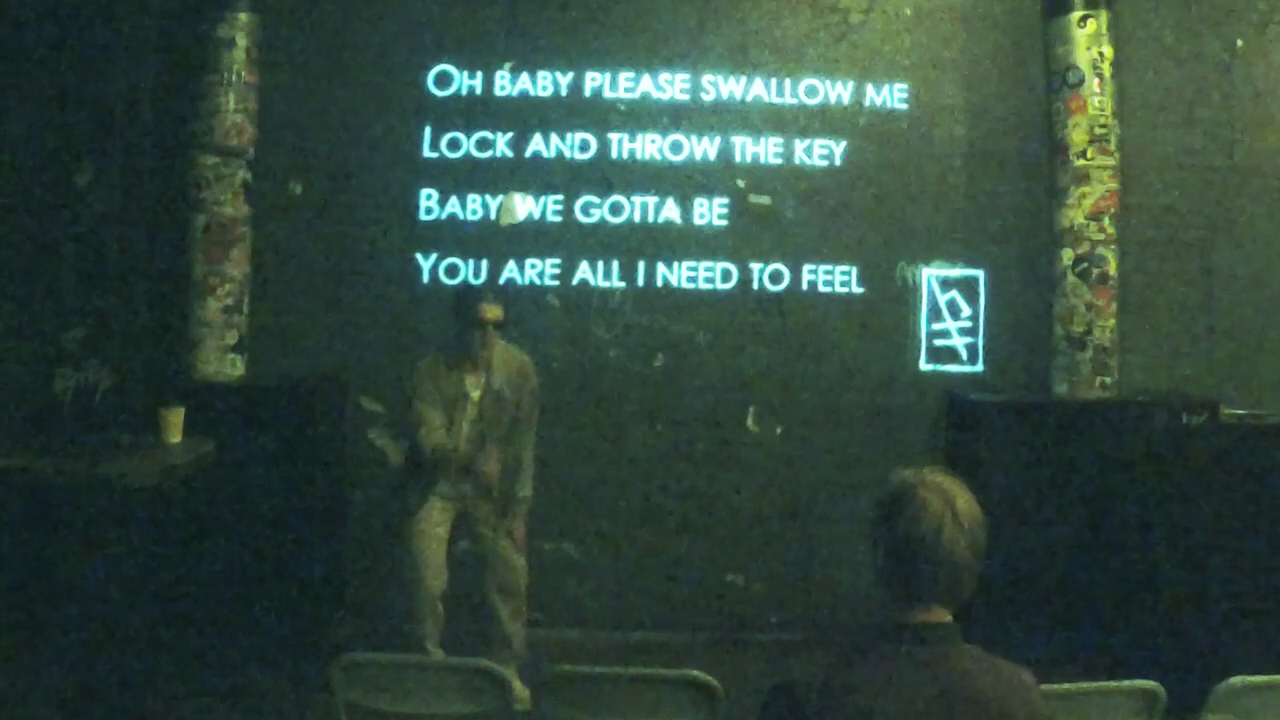 OH BABY PLEASE SWALLOW ME
LOCK AND THROW THE KEY
BABY WE GOTTA BE
YOU ARE ALL I NEED TO FEEL